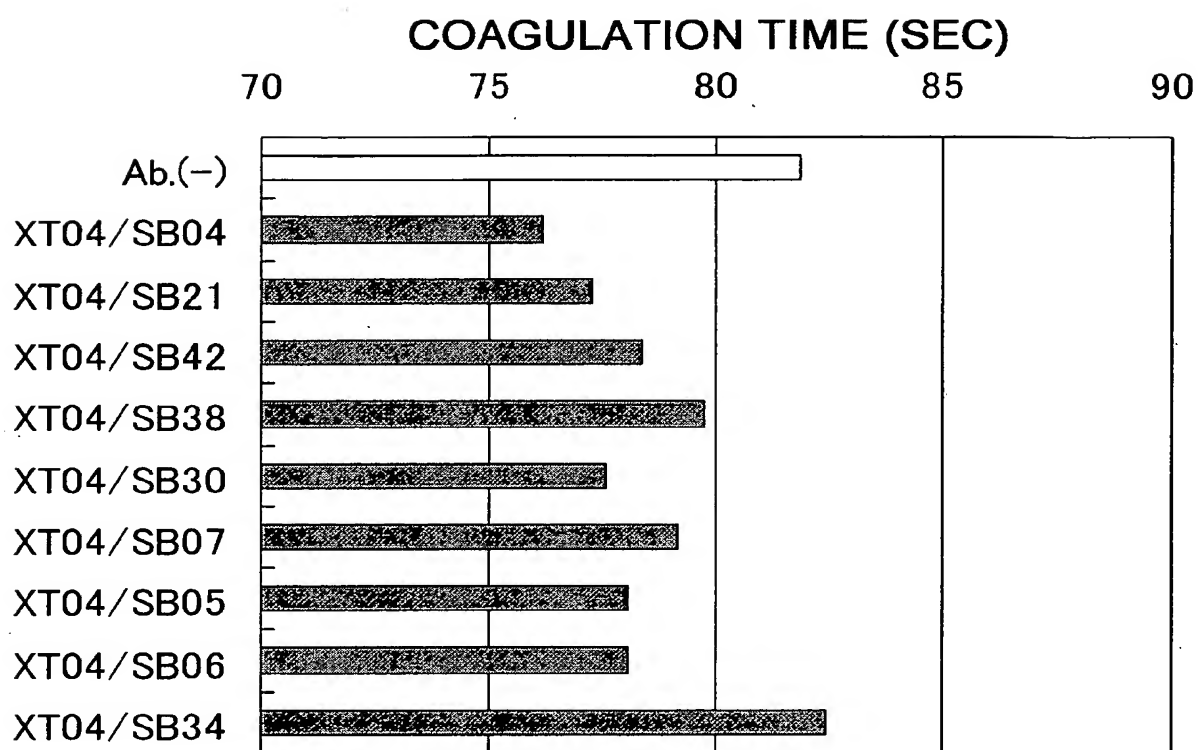 COAGULATION TIME (SEC)
70 75 80 85 90
Ab.(-)
XT04/SB04
XT04/SB21
XT04/SB42
XT04/SB38
XT04/SB30
XT04/SB07
XT04/SB05
XT04/SB06
XT04/SB34